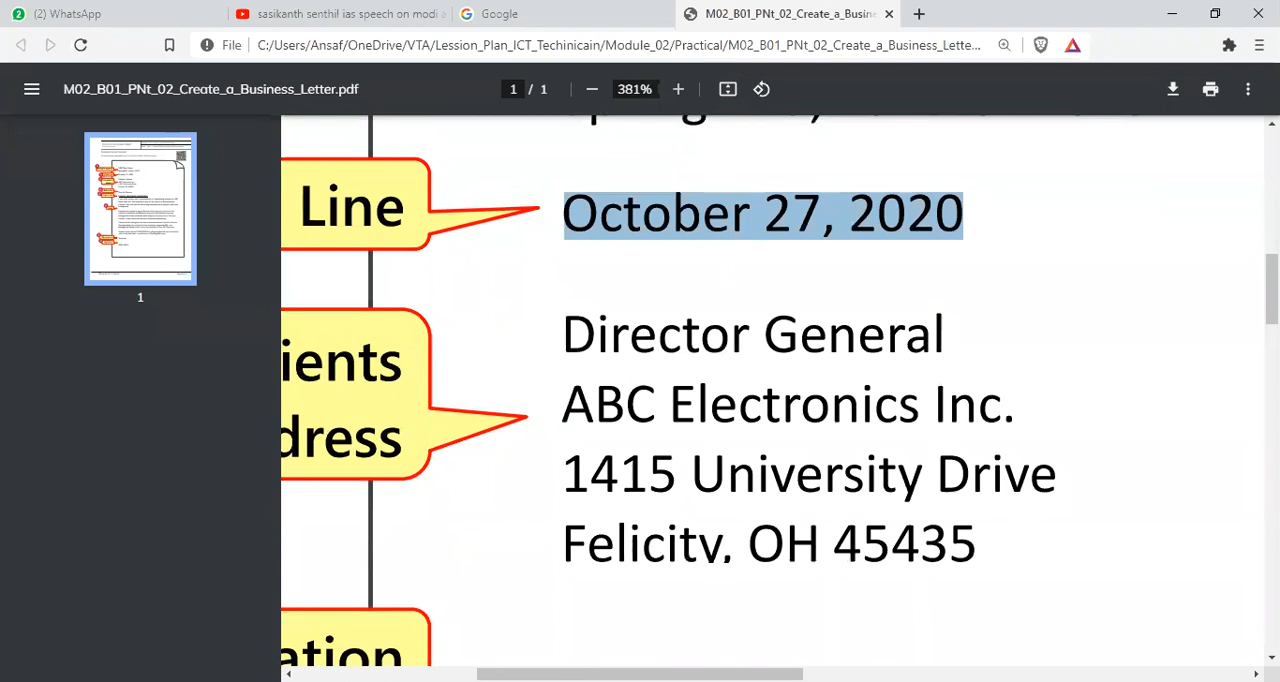 (2) WhatsApp
sasikanth senthil ias speech on modi a
Google
M02_B01_PNt_02_Create_a_Busine
File
C:/Users/Ansaf/OneDrive/VTA/Lession_Plan_ICT_Techinicain/Module_02/Practical/M02_B01_PNt_02_Create_a_Business_Lette...
M02_B01_PNt_02_Create_a_Business_Letter.pdf
1 / 1
381%
Line
October 27, 2020
ients
dress
Director General
ABC Electronics Inc.
1415 University Drive
Felicity, OH 45435
ation
1